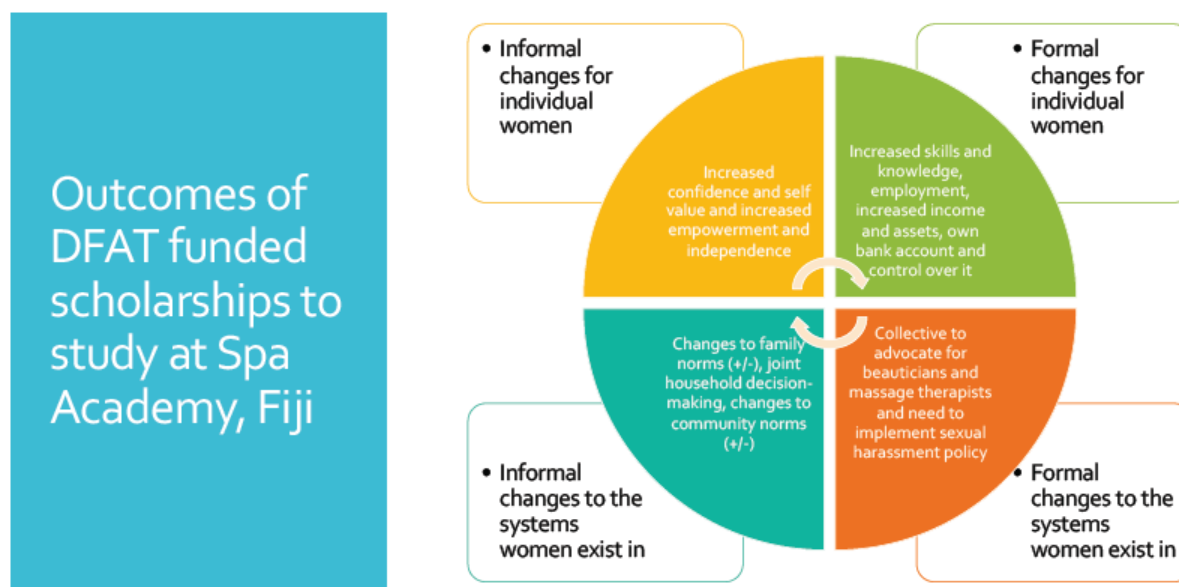 Outcomes of
DFAT funded
scholarships to
study at Spa
Academy, Fiji
• Informal
changes for
individual
women
• Formal
changes for
individual
women
Increased
confidence and self
value and increased
empowerment and
independence
Increased skills and
knowledge,
employment,
increased income
and assets, own
bank account and
control over it
Changes to family
norms (+/-), joint
household decision-
making, changes to
community norms
(+/-)
Collective to
advocate for
beauticians and
massage therapists
and need to
implement sexual
harassment policy
• Informal
changes to the
systems
women exist in
• Formal
changes to the
systems
women exist in